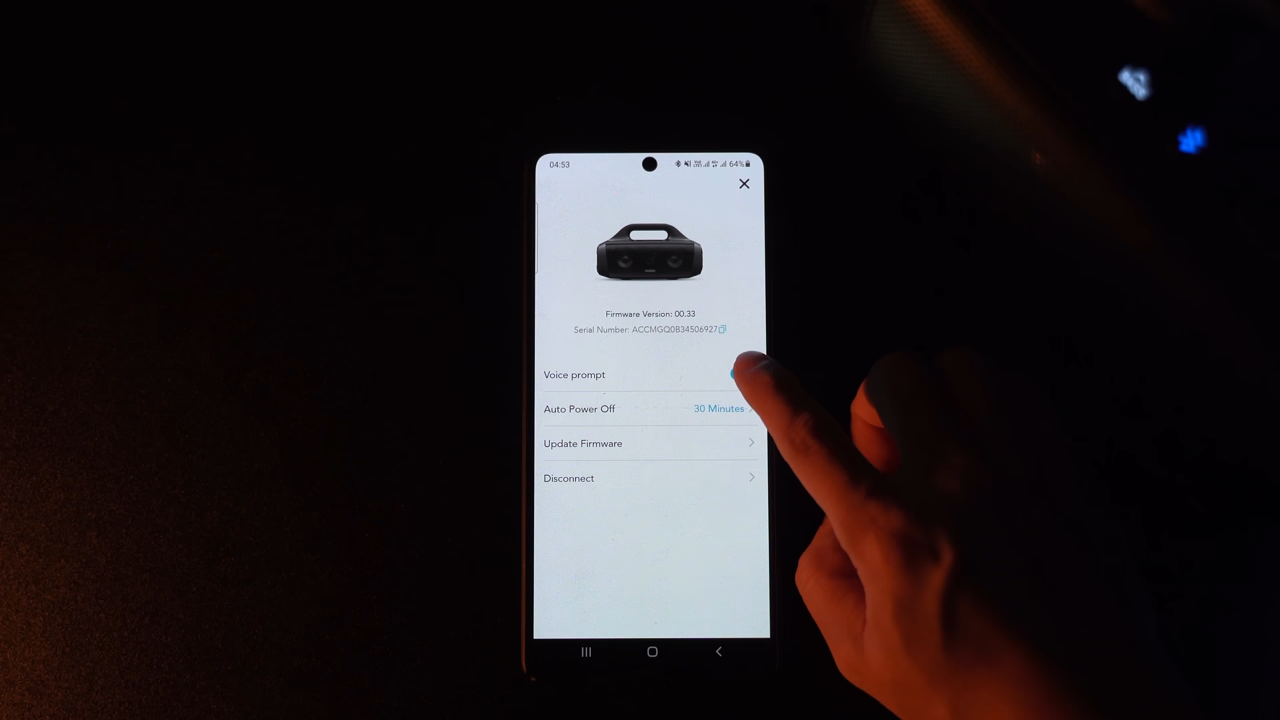 04:53
64%
Firmware Version: 00.33
Serial Number: ACCMGQ0B34506927
Voice prompt
Auto Power Off 30 Minutes
Update Firmware
Disconnect